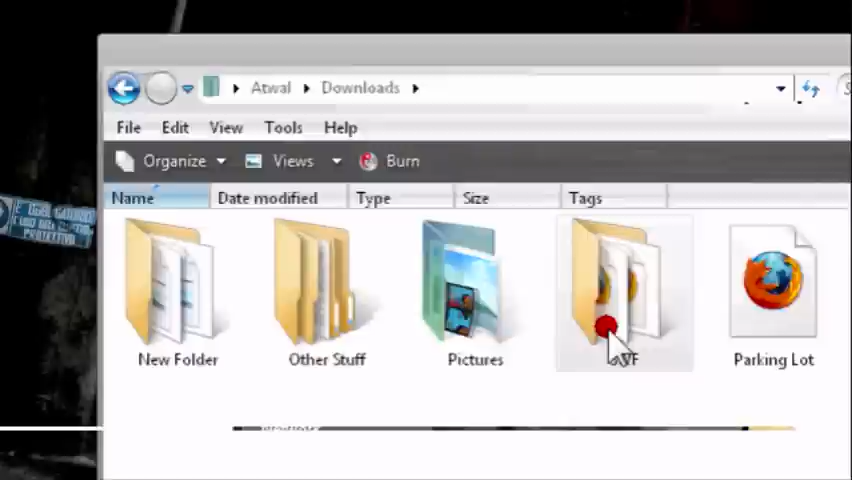 Atwal Downloads
File Edit View Tools Help
Organize Views Burn
Name Date modified Type Size Tags
New Folder Other Stuff Pictures Parking Lot